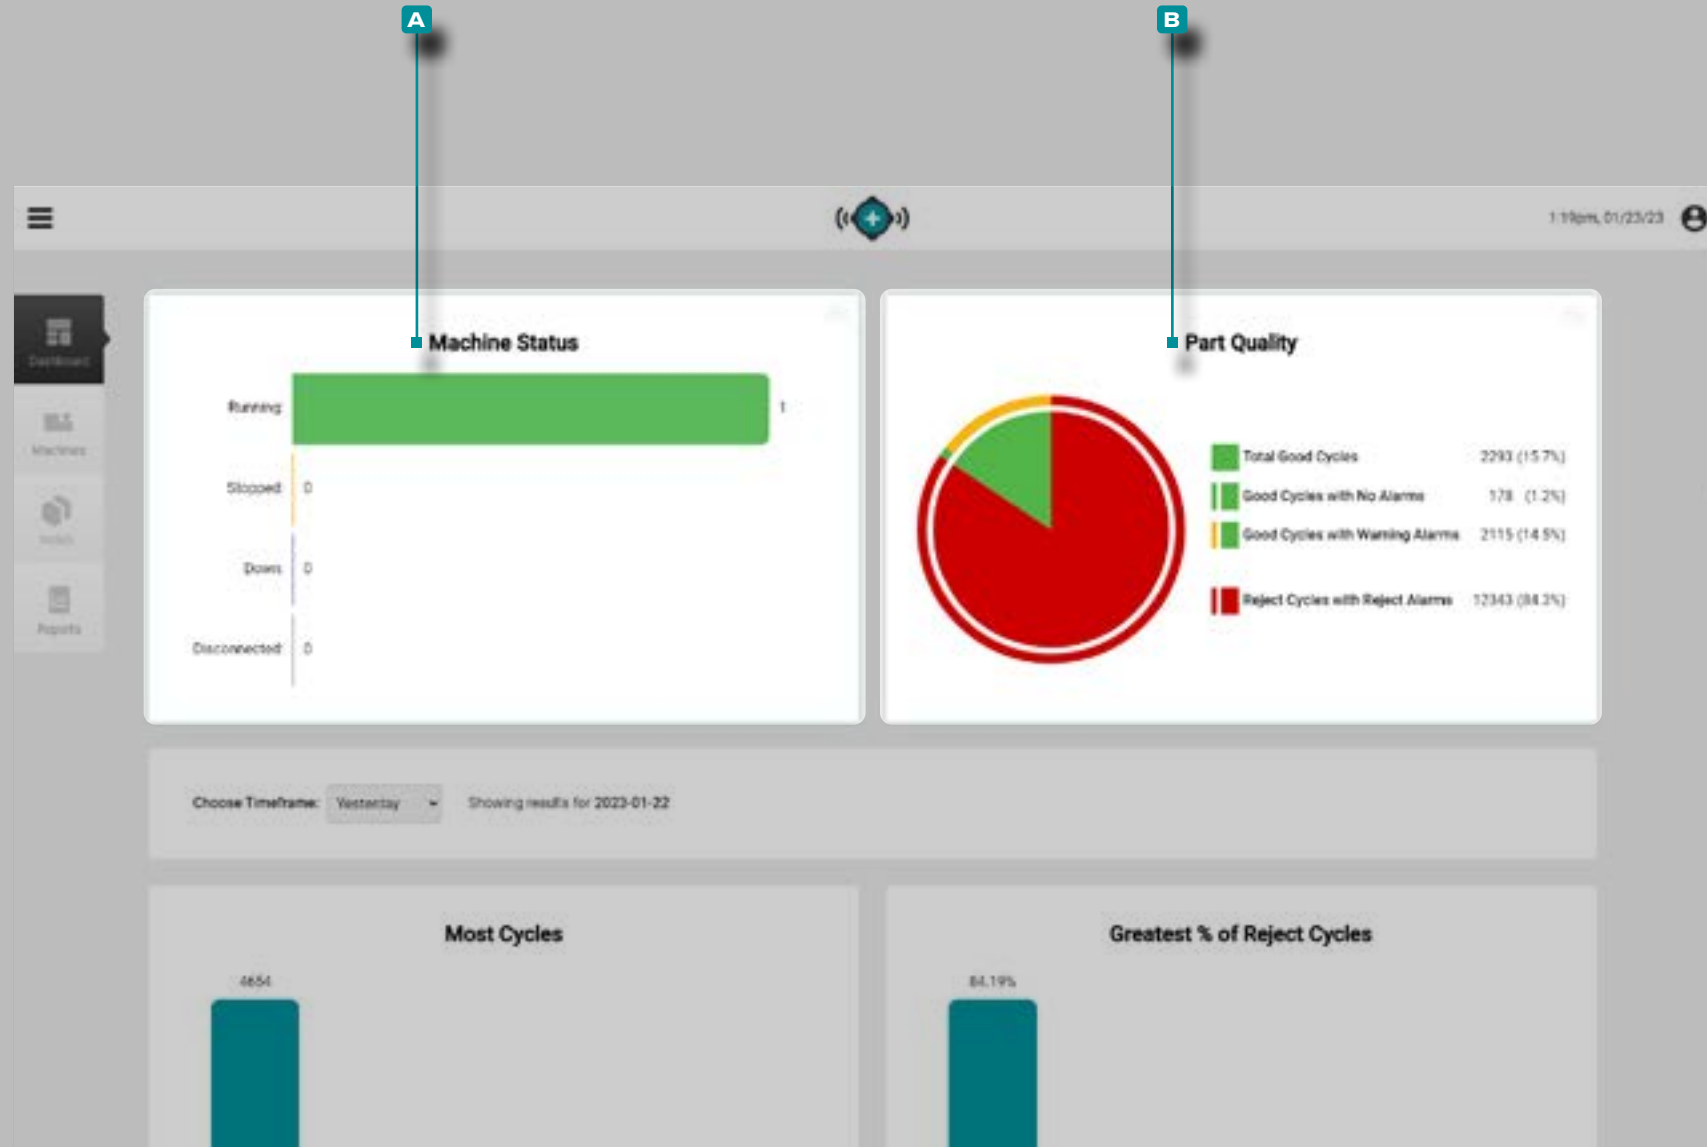 A
B
1:19pm, 01/23/23
Dashboard
Machines
Reports
Machine Status
Running 1
Stopped 0
Down 0
Disconnected 0
Part Quality
Total Good Cycles 2293 (15.7%)
Good Cycles with No Alarms 178 (1.2%)
Good Cycles with Warning Alarms 2115 (14.5%)
Reject Cycles with Reject Alarms 12343 (84.3%)
Choose Timeframe: Yesterday Showing results for 2023-01-22
Most Cycles
4654
Greatest % of Reject Cycles
84.19%